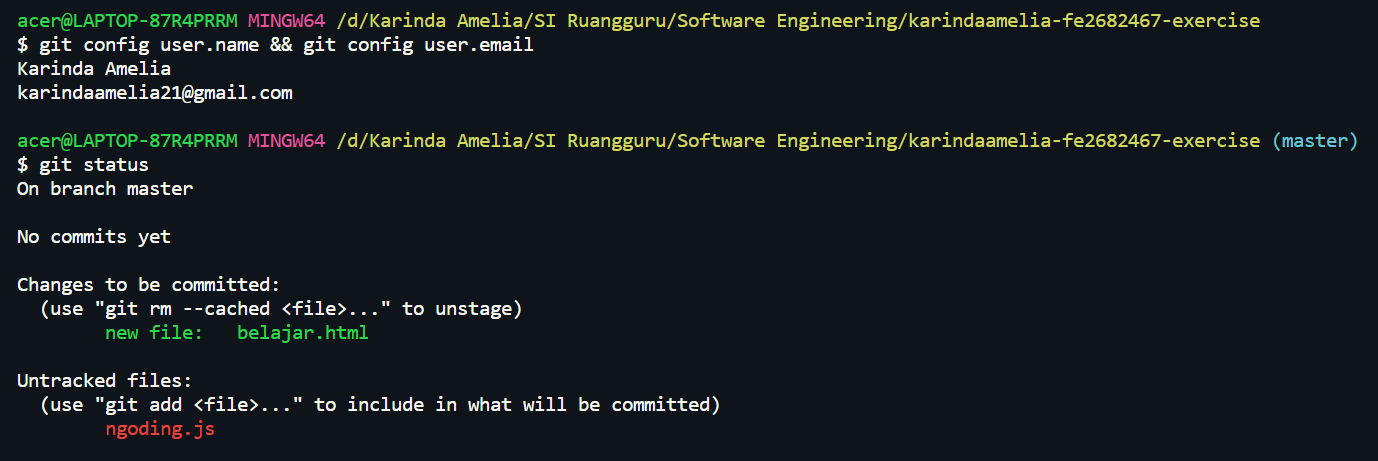 acer@LAPTOP-87R4PRRM MINGW64 /d/Karinda Amelia/SI Ruangguru/Software Engineering/karindaamelia-fe2682467-exercise
$ git config user.name && git config user.email
Karinda Amelia
karindaamelia21@gmail.com
acer@LAPTOP-87R4PRRM MINGW64 /d/Karinda Amelia/SI Ruangguru/Software Engineering/karindaamelia-fe2682467-exercise (master)
$ git status
On branch master
No commits yet
Changes to be committed:
(use "git rm --cached <file>..." to unstage)
new file: belajar.html
Untracked files:
(use "git add <file>..." to include in what will be committed)
ngoding.js